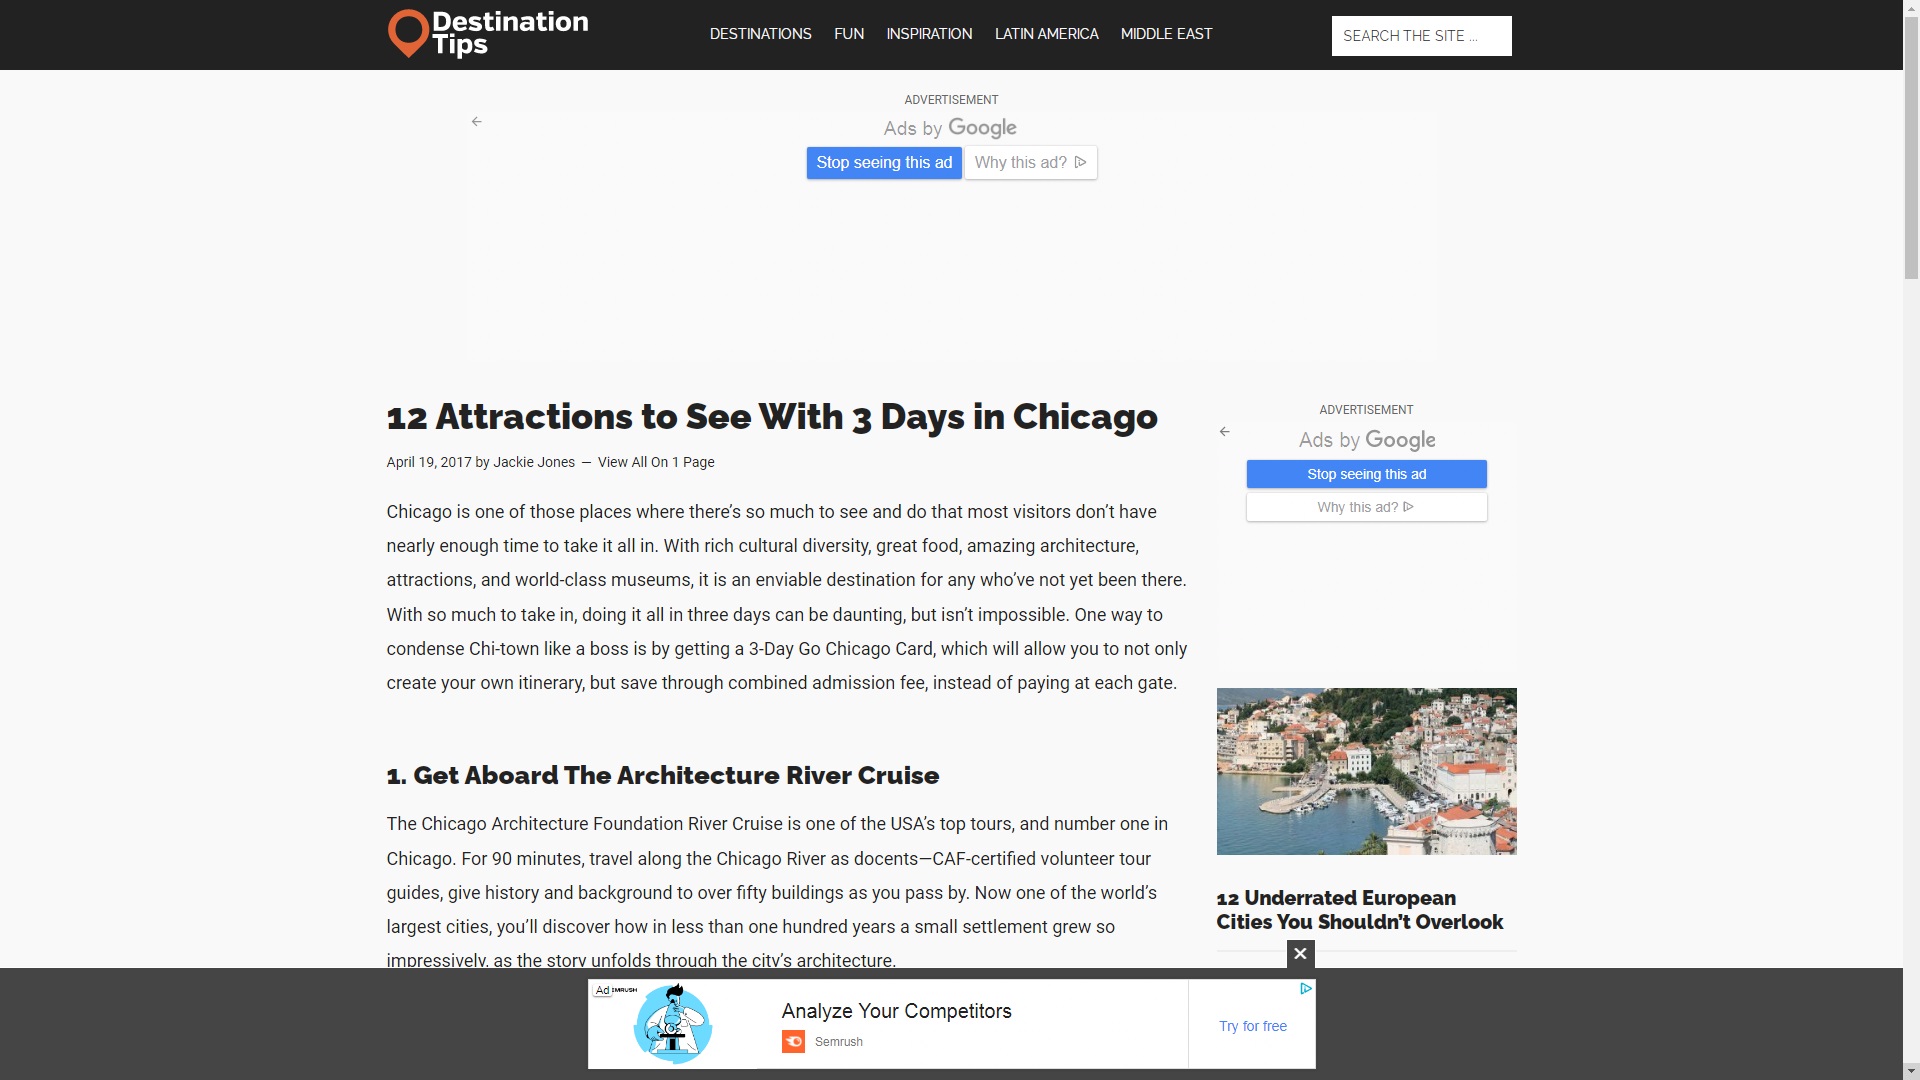 Destination
Tips
DESTINATIONS
FUN
INSPIRATION
LATIN AMERICA
MIDDLE EAST
SEARCH THE SITE ...
ADVERTISEMENT
Ads by Google
Stop seeing this ad
Why this ad?
12 Attractions to See With 3 Days in Chicago
April 19, 2017 by Jackie Jones — View All On 1 Page
Chicago is one of those places where there’s so much to see and do that most visitors don’t have
nearly enough time to take it all in. With rich cultural diversity, great food, amazing architecture,
attractions, and world-class museums, it is an enviable destination for any who’ve not yet been there.
With so much to take in, doing it all in three days can be daunting, but isn’t impossible. One way to
condense Chi-town like a boss is by getting a 3-Day Go Chicago Card, which will allow you to not only
create your own itinerary, but save through combined admission fee, instead of paying at each gate.
1. Get Aboard The Architecture River Cruise
The Chicago Architecture Foundation River Cruise is one of the USA’s top tours, and number one in
Chicago. For 90 minutes, travel along the Chicago River as docents—CAF-certified volunteer tour
guides, give history and background to over fifty buildings as you pass by. Now one of the world’s
largest cities, you’ll discover how in less than one hundred years a small settlement grew so
impressively, as the story unfolds through the city’s architecture.
ADVERTISEMENT
Ads by Google
Stop seeing this ad
Why this ad?
12 Underrated European
Cities You Shouldn’t Overlook
Ad
Analyze Your Competitors
Semrush
Try for free